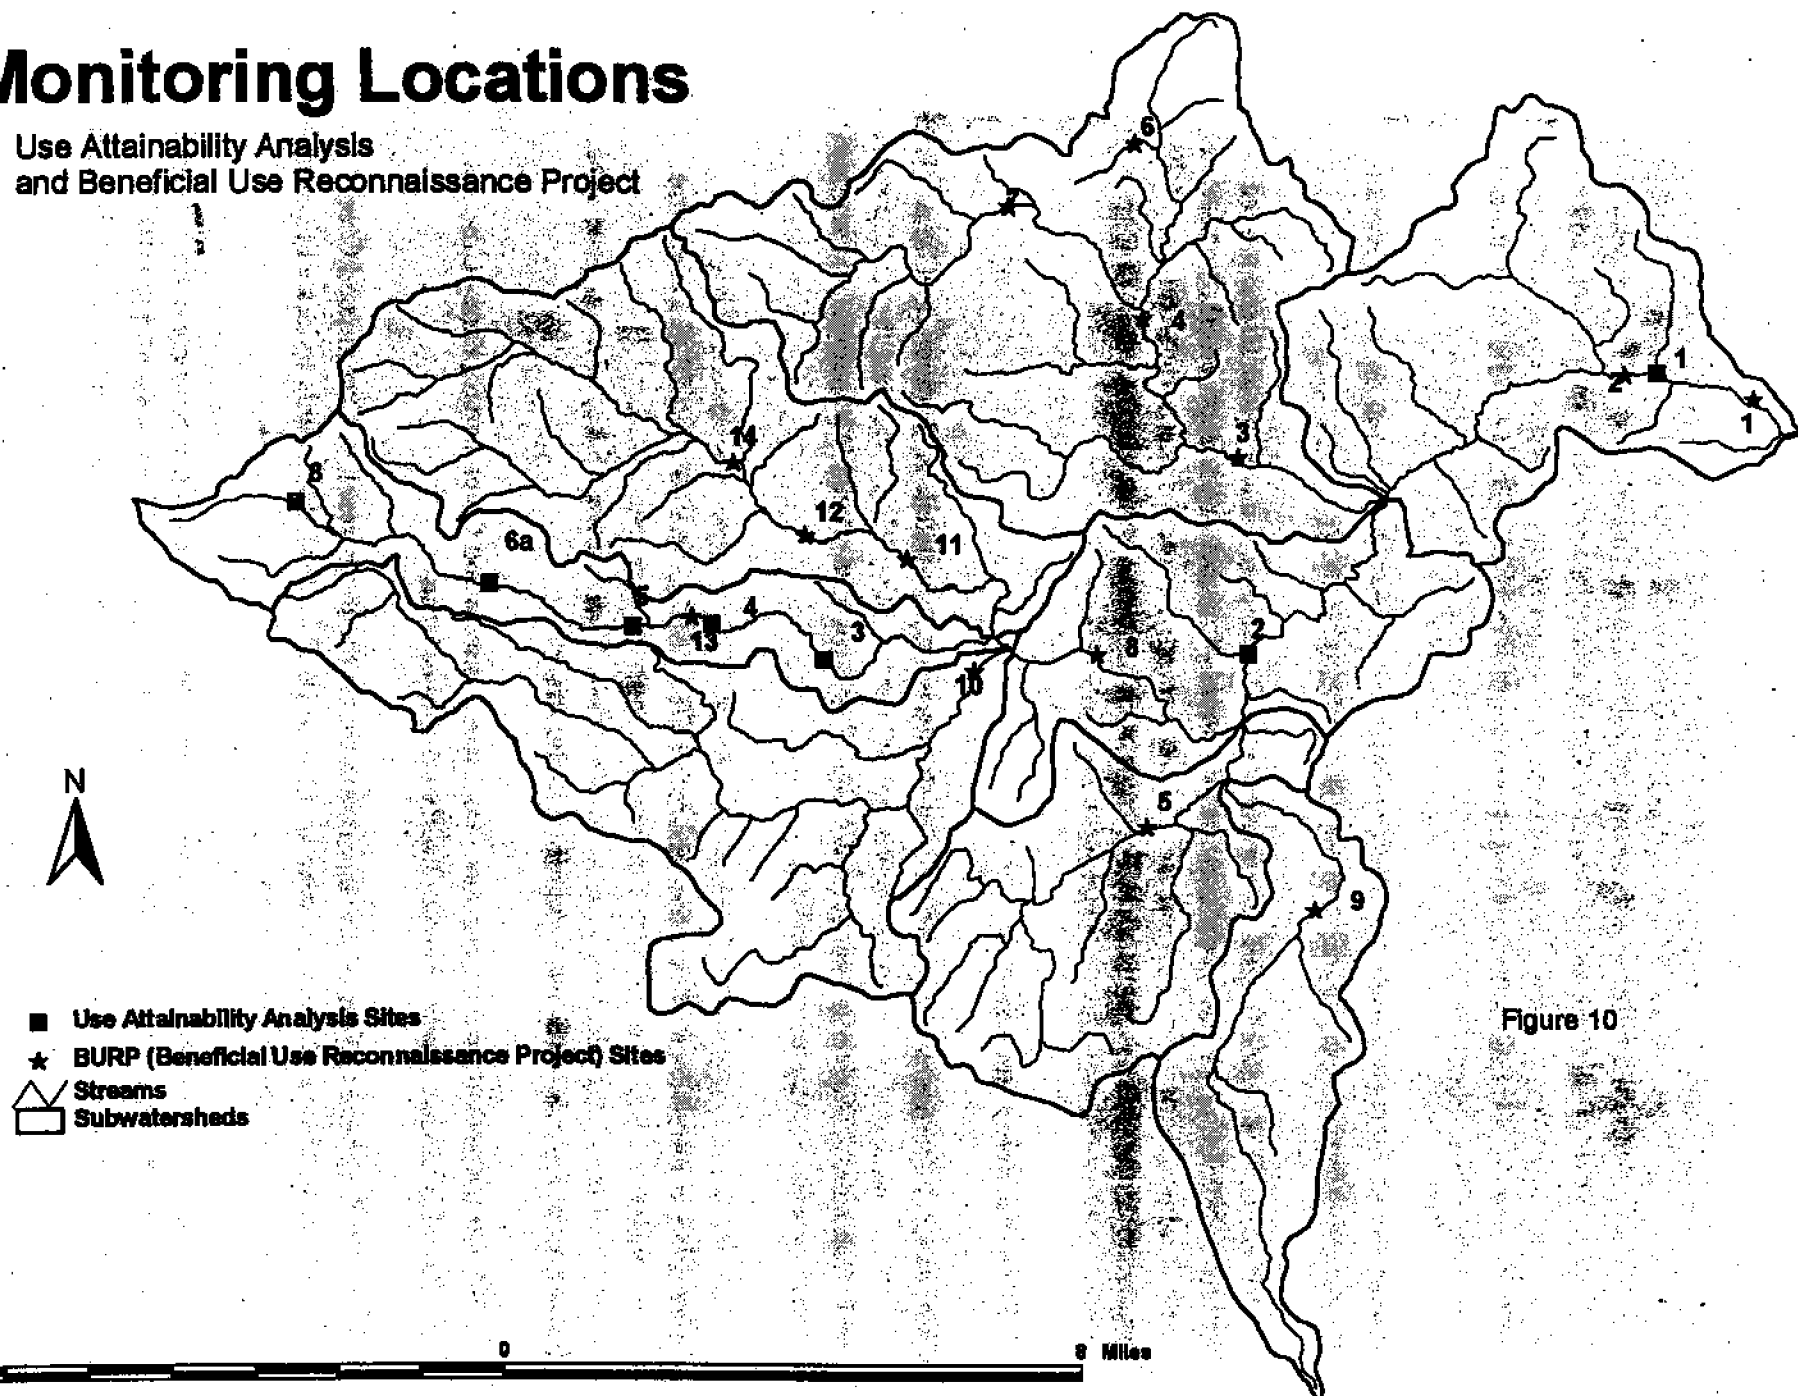 Monitoring Locations
Use Attainability Analysis
and Beneficial Use Reconnaissance Project
6
7
4
1
2
1
3
14
8
12
6a
11
4
3
2
13
10
5
9
N
Use Attainability Analysis Sites
BURP (Beneficial Use Reconnaissance Project) Sites
Streams
Subwatersheds
Figure 10
0
8 Miles